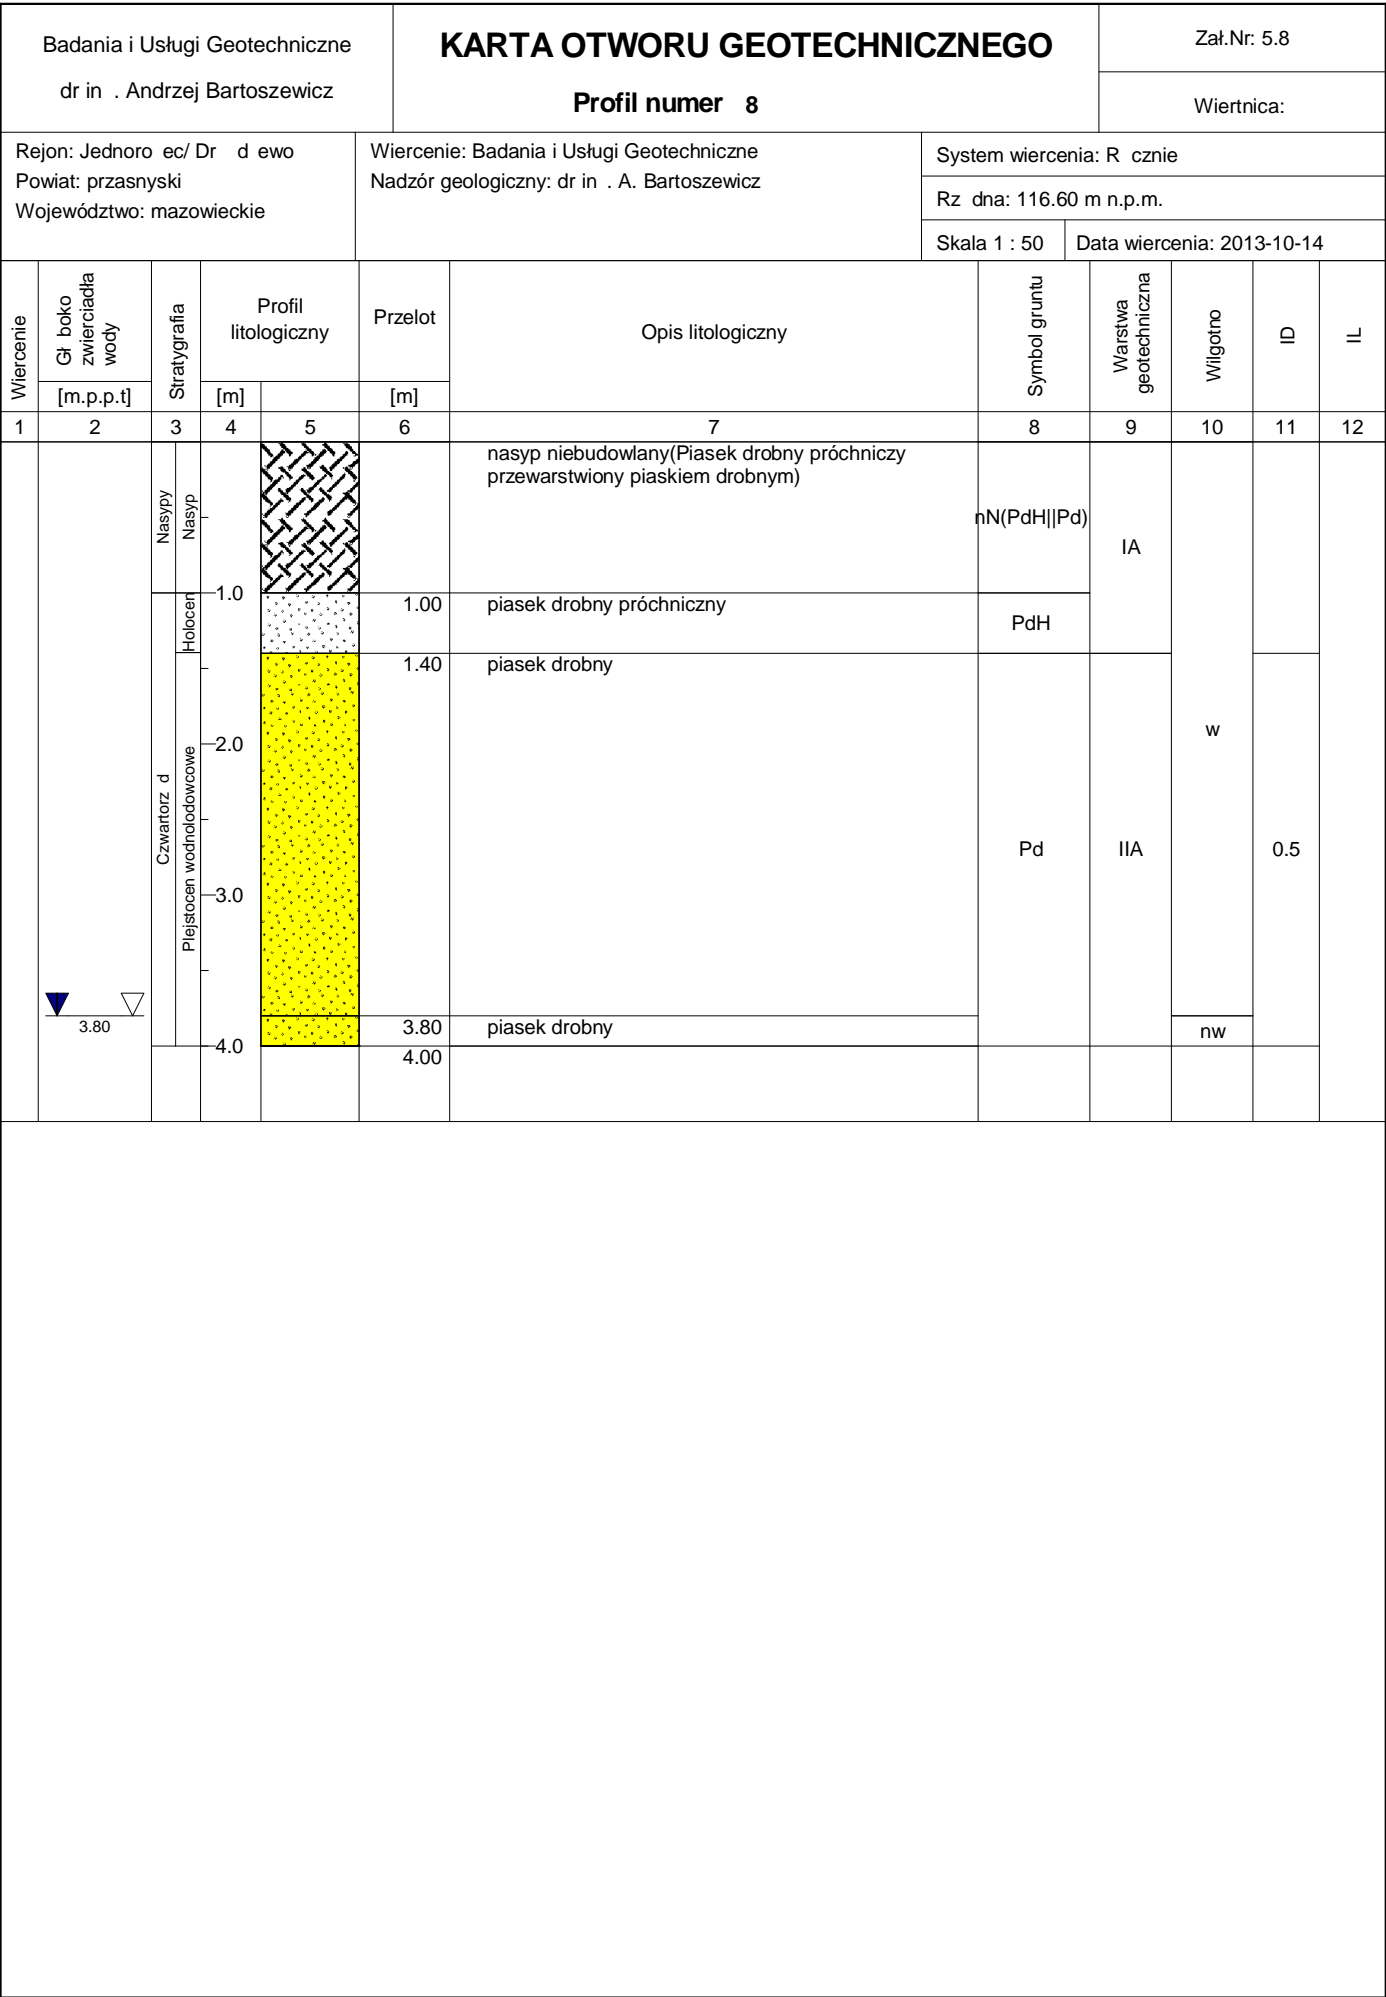 Badania i Usługi Geotechniczne
dr in . Andrzej Bartoszewicz
KARTA OTWORU GEOTECHNICZNEGO
Profil numer 8
Zał.Nr: 5.8
Wiertnica:
Rejon: Jednoro ec/ Dr d ewo
Powiat: przasnyski
Województwo: mazowieckie
Wiercenie: Badania i Usługi Geotechniczne
Nadzór geologiczny: dr in . A. Bartoszewicz
System wiercenia: R cznie
Rz dna: 116.60 m n.p.m.
Skala 1 : 50
Data wiercenia: 2013-10-14
Wiercenie
Gł boko
zwierciadła
wody
[m.p.p.t]
Stratygrafia
Profil
litologiczny
[m]
Przelot
[m]
Opis litologiczny
Symbol gruntu
Warstwa
geotechniczna
Wilgotno
ID
IL
1 2 3 4 5 6 7 8 9 10 11 12
Nasypy
Nasyp
nasyp niebudowlany(Piasek drobny próchniczy
przewarstwiony piaskiem drobnym)
nN(PdH||Pd)
IA
1.0
Holocen
1.00
piasek drobny próchniczny
PdH
1.40
piasek drobny
2.0
w
Czwartorz d
Plejstocen wodnolodowcowe
Pd
IIA
0.5
3.0
3.80
3.80
piasek drobny
nw
4.0
4.00